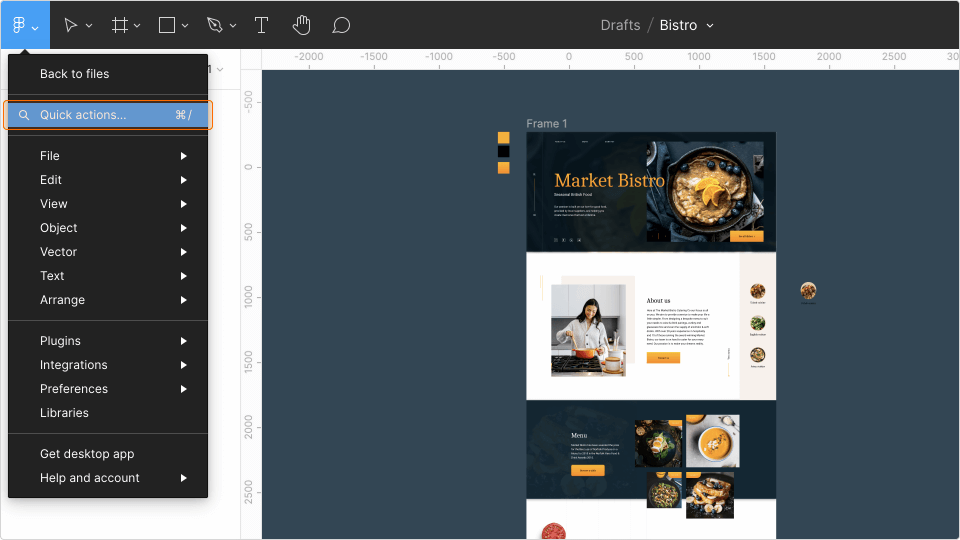 Drafts / Bistro
1
-2000 -1500 -1000 -500 0 500 1000 1500 2000 2500
-500
0
500
1000
1500
2000
2500
Back to files
Quick actions... ⌘/
File
Edit
View
Object
Vector
Text
Arrange
Plugins
Integrations
Preferences
Libraries
Get desktop app
Help and account
Frame 1
Market Bistro
Seasonal British Food
About us
Menu